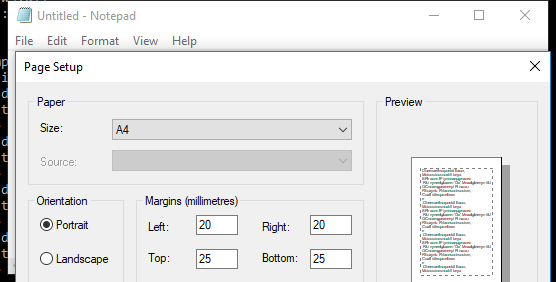 Untitled - Notepad
File Edit Format View Help
Page Setup
Paper
Size: A4
Source:
Preview
Orientation
Portrait
Landscape
Margins (millimetres)
Left: 20 Right: 20
Top: 25 Bottom: 25